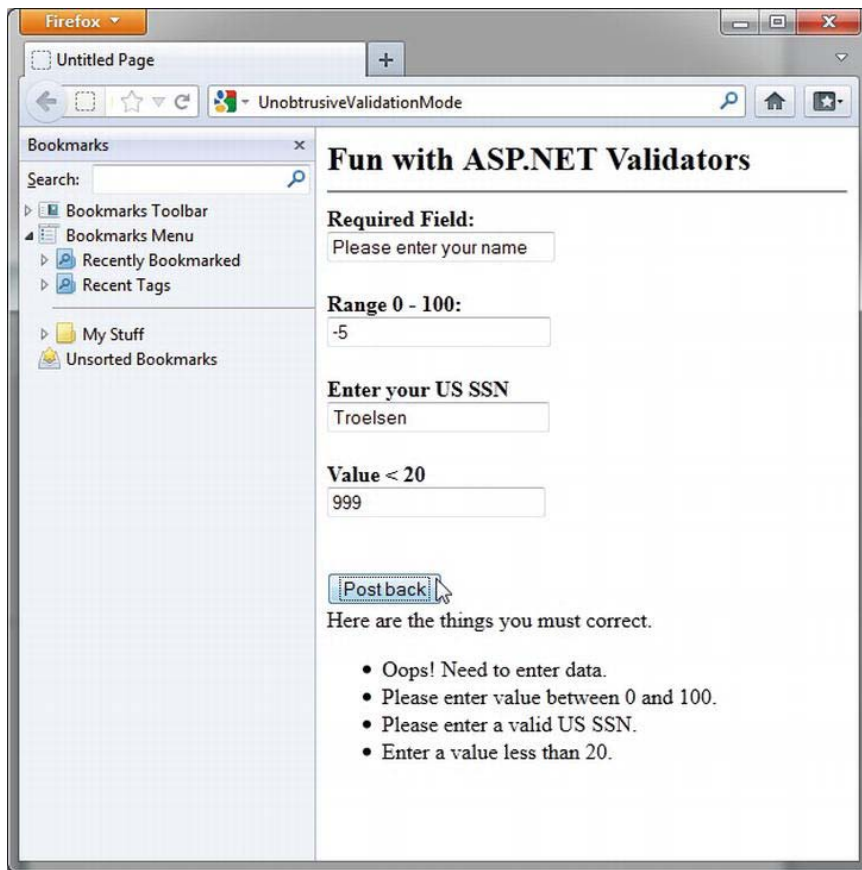 Firefox
Untitled Page
UnobtrusiveValidationMode
Bookmarks
Search:
Bookmarks Toolbar
Bookmarks Menu
Recently Bookmarked
Recent Tags
My Stuff
Unsorted Bookmarks
Fun with ASP.NET Validators
Required Field:
Please enter your name
Range 0 - 100:
-5
Enter your US SSN
Troelsen
Value < 20
999
Post back
Here are the things you must correct.
• Oops! Need to enter data.
• Please enter value between 0 and 100.
• Please enter a valid US SSN.
• Enter a value less than 20.